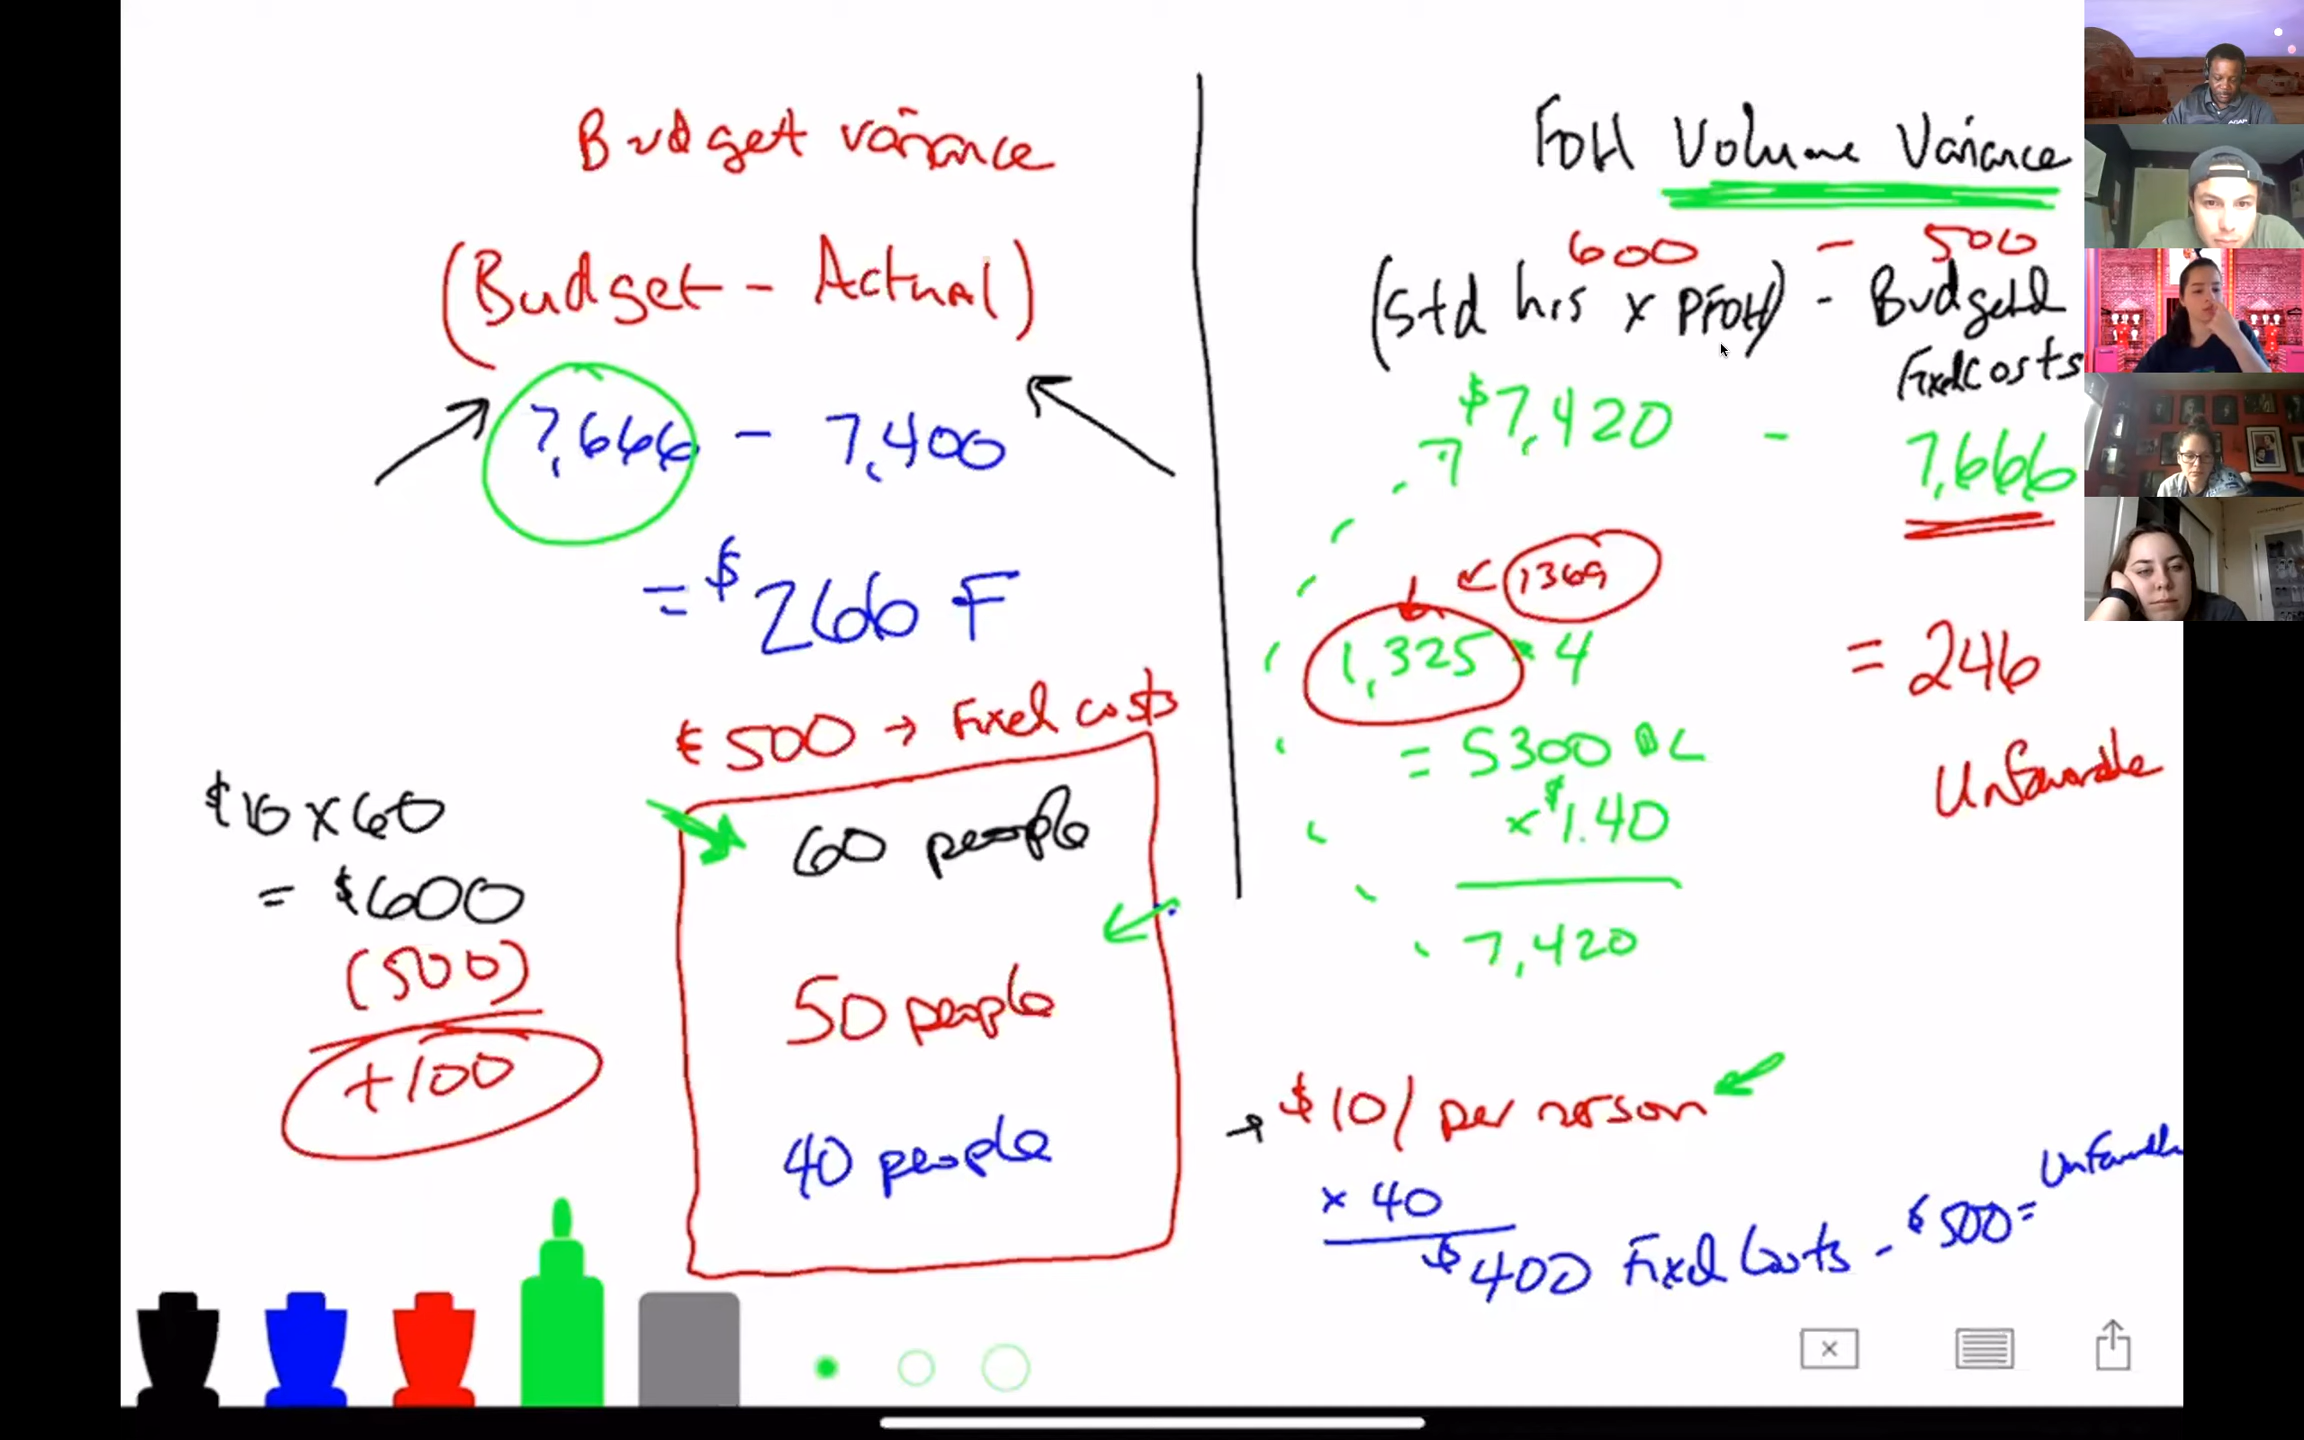 Budget variance
(Budget - Actual)
7,666 - 7,400
= $266 F
€ 500 → Fixed costs
$10 x 60
= $600
(500)
+100
60 people
50 people
40 people
FOH Volume Variance
600 - 500
(Std hrs x PFOH) - Budgeted
Fixed costs
$7,420 - 7,666
7
1369
1,325 x 4
= 5300 DL
x $1.40
7,420
= 246
Unfavorable
→ $10/ per person
x 40
$400 Fixed Costs - $500 =